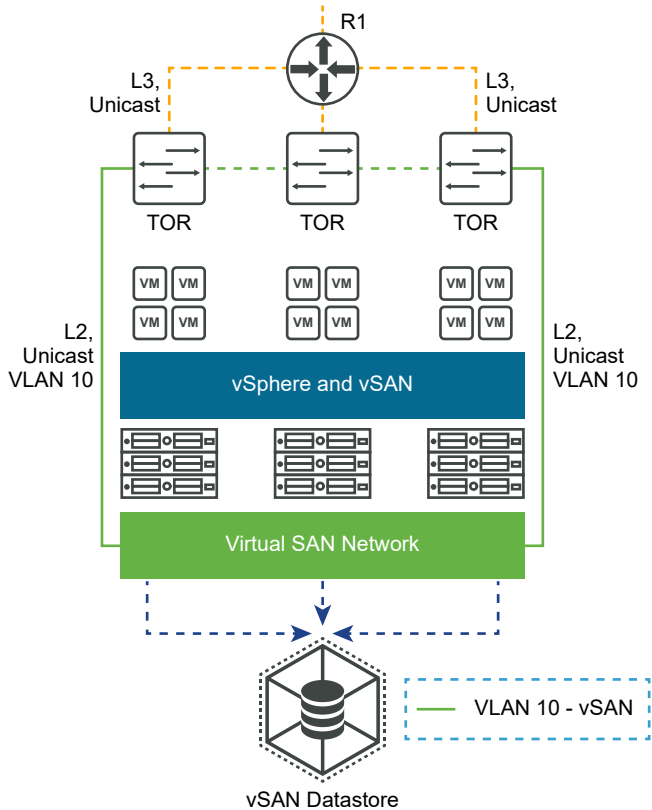 R1
L3,
Unicast
L3,
Unicast
TOR
TOR
TOR
VM VM
VM VM
VM VM
VM VM
VM VM
VM VM
L2,
Unicast
VLAN 10
L2,
Unicast
VLAN 10
vSphere and vSAN
Virtual SAN Network
VLAN 10 - vSAN
vSAN Datastore